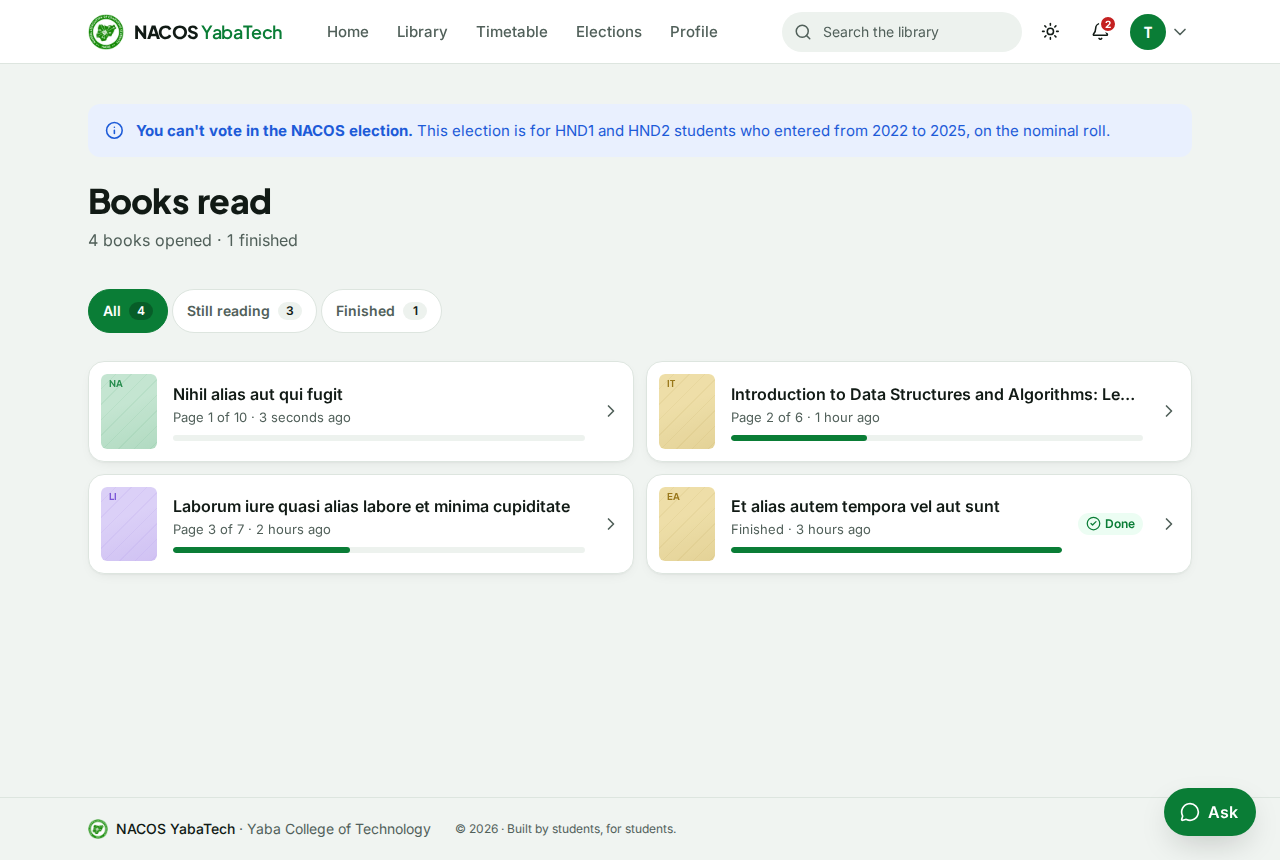 NACOS YabaTech
Home
Library
Timetable
Elections
Profile
Search the library
2
T
You can't vote in the NACOS election. This election is for HND1 and HND2 students who entered from 2022 to 2025, on the nominal roll.
Books read
4 books opened · 1 finished
All 4
Still reading 3
Finished 1
NA
Nihil alias aut qui fugit
Page 1 of 10 · 3 seconds ago
IT
Introduction to Data Structures and Algorithms: Le...
Page 2 of 6 · 1 hour ago
LI
Laborum iure quasi alias labore et minima cupiditate
Page 3 of 7 · 2 hours ago
EA
Et alias autem tempora vel aut sunt
Finished · 3 hours ago
Done
NACOS YabaTech · Yaba College of Technology
© 2026 · Built by students, for students.
Ask